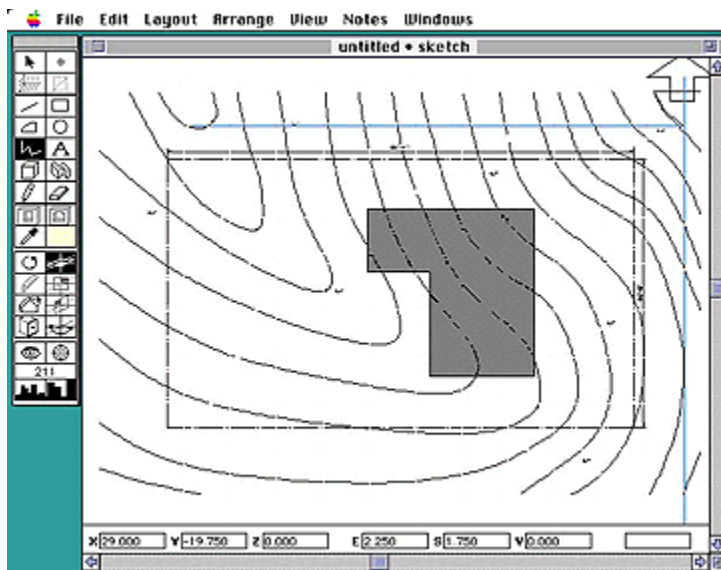 File Edit Layout Arrange View Notes Windows
untitled • sketch
A
211
X 29.000 Y -19.750 Z 0.000 E 2.250 S 1.750 V 0.000